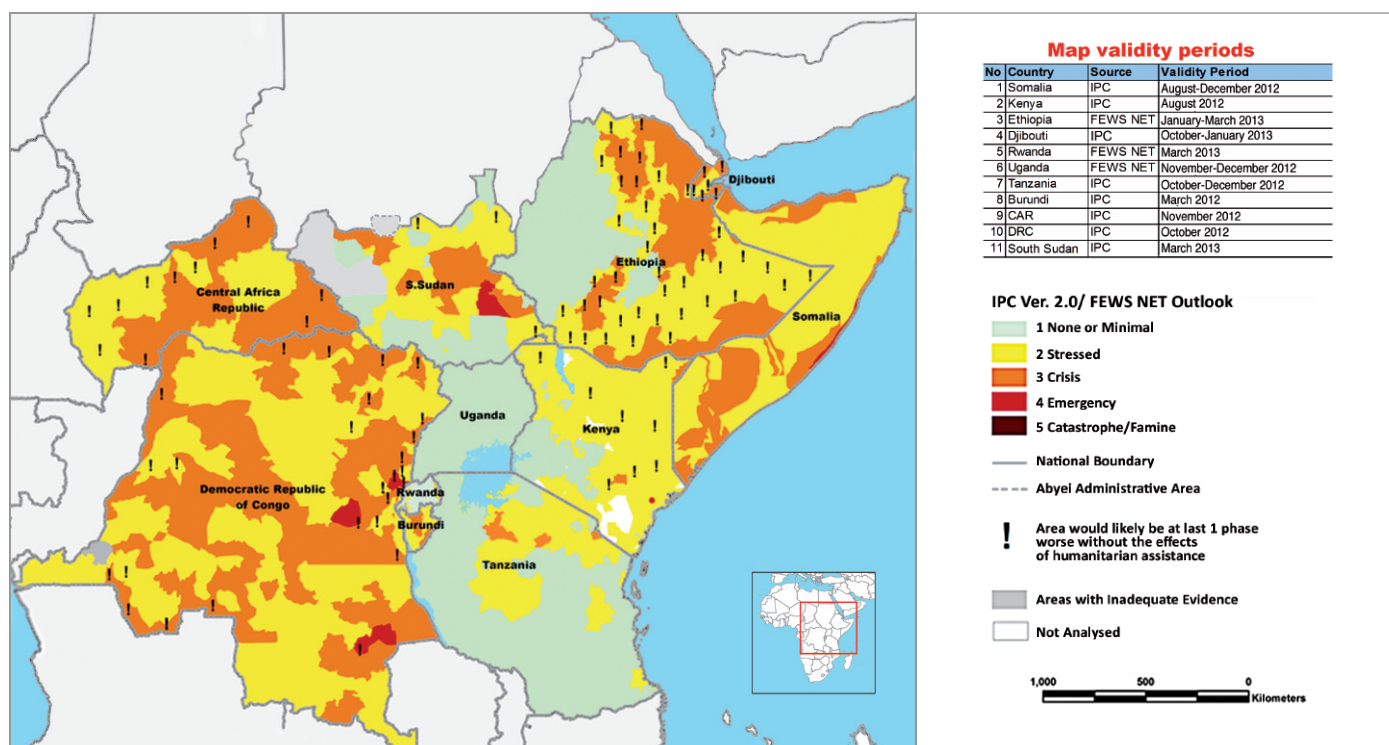 Map validity periods
No Country Source Validity Period
1 Somalia IPC August-December 2012
2 Kenya IPC August 2012
3 Ethiopia FEWS NET January-March 2013
4 Djibouti IPC October-January 2013
5 Rwanda FEWS NET March 2013
6 Uganda FEWS NET November-December 2012
7 Tanzania IPC October-December 2012
8 Burundi IPC March 2012
9 CAR IPC November 2012
10 DRC IPC October 2012
11 South Sudan IPC March 2013
Djibouti
Ethiopia
S.Sudan
Central Africa
Republic
Somalia
Uganda
Kenya
Democratic Republic
of Congo
Rwanda
Burundi
Tanzania
IPC Ver. 2.0/ FEWS NET Outlook
1 None or Minimal
2 Stressed
3 Crisis
4 Emergency
5 Catastrophe/Famine
National Boundary
Abyei Administrative Area
! Area would likely be at last 1 phase
worse without the effects
of humanitarian assistance
Areas with Inadequate Evidence
Not Analysed
1,000 500 0
Kilometers